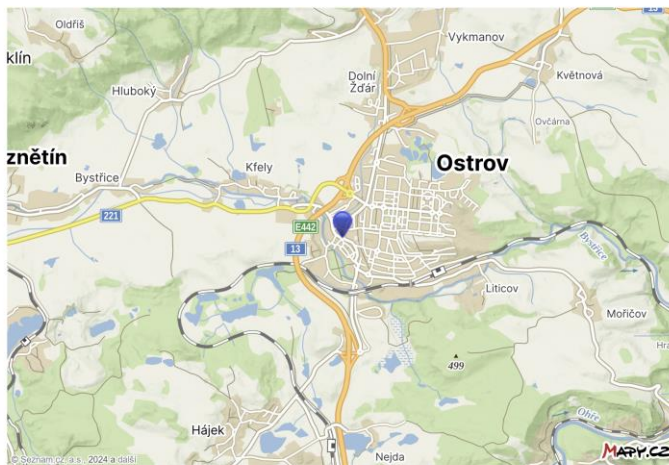 Oldřiš
Vykmanov
klín
Dolní
Žďár
Květnová
Hluboký
Ovčárna
znětín
Ostrov
Kfely
Bystřice
221
E442
13
Bystřice
Liticov
Mořičov
499
Hájek
Ohře
Nejda
© Seznam.cz, a.s., 2024 a další
MAPY.CZ